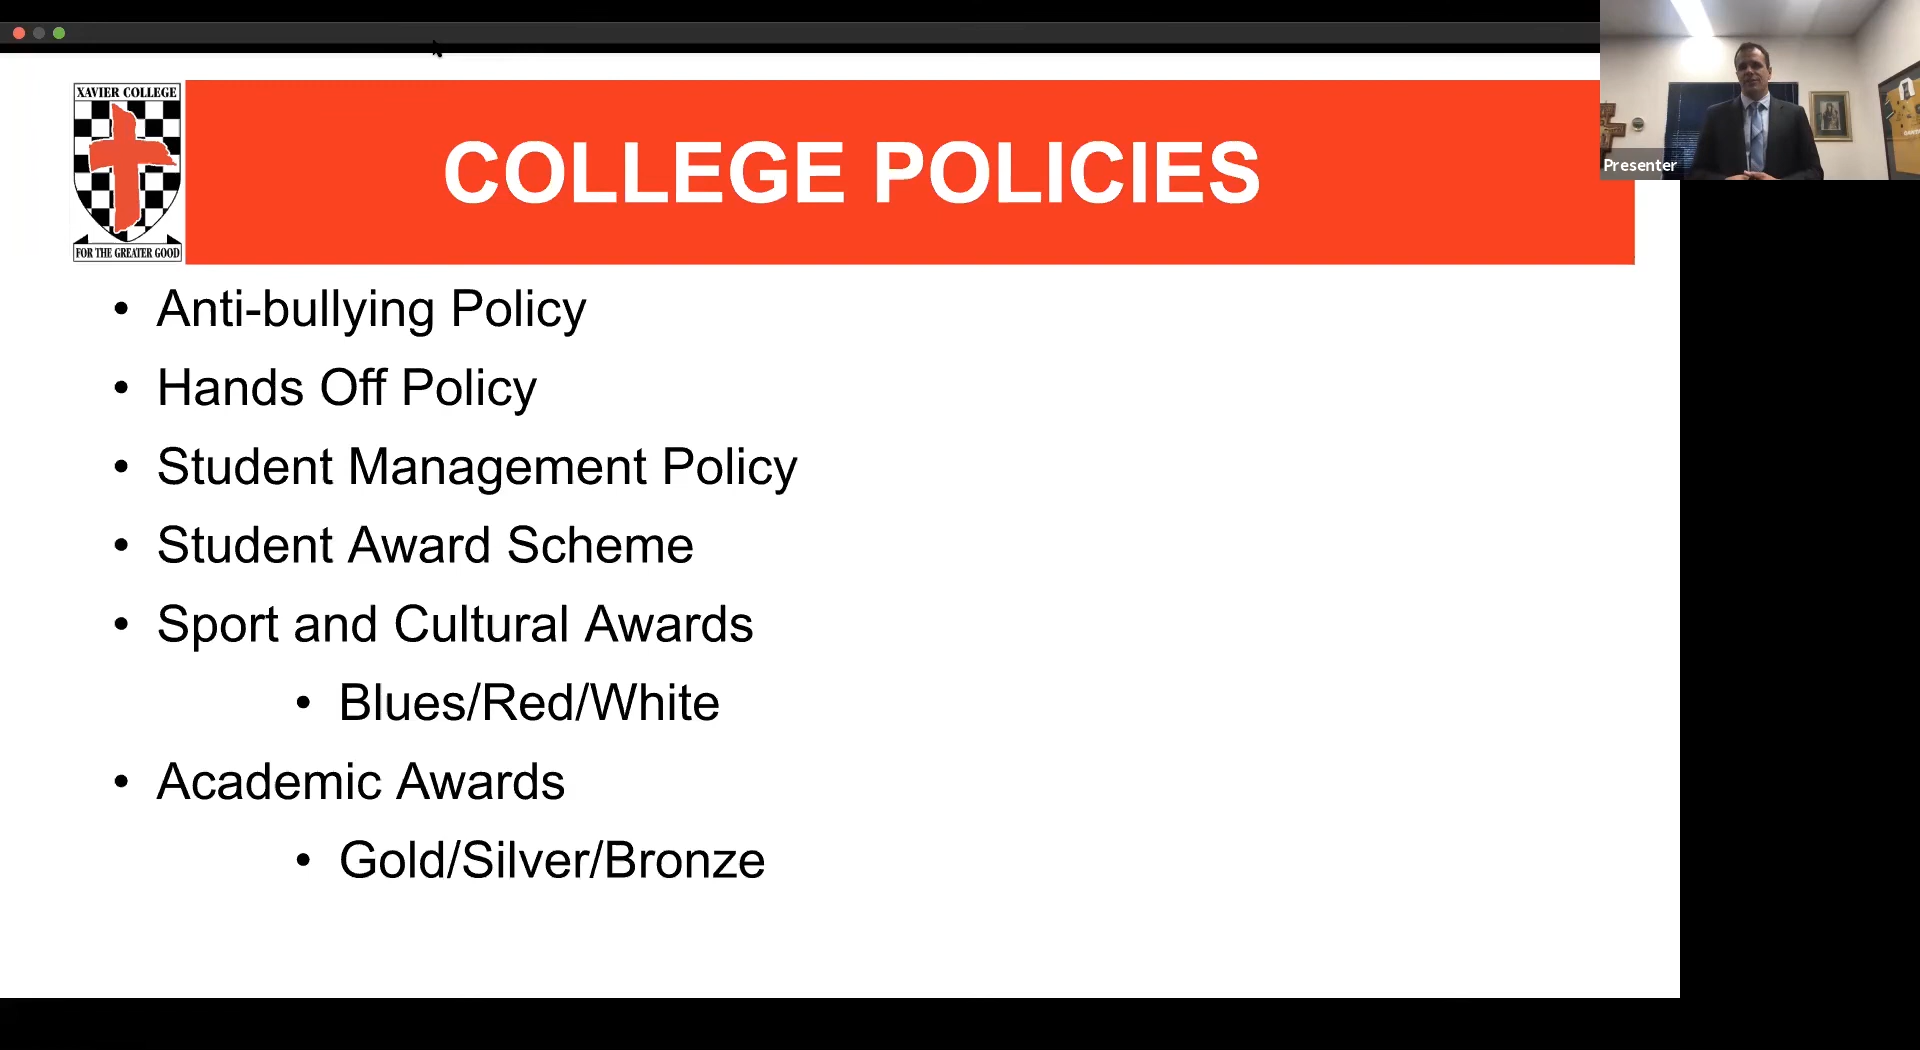 XAVIER COLLEGE
FOR THE GREATER GOOD
COLLEGE POLICIES
Presenter
• Anti-bullying Policy
• Hands Off Policy
• Student Management Policy
• Student Award Scheme
• Sport and Cultural Awards
• Blues/Red/White
• Academic Awards
• Gold/Silver/Bronze